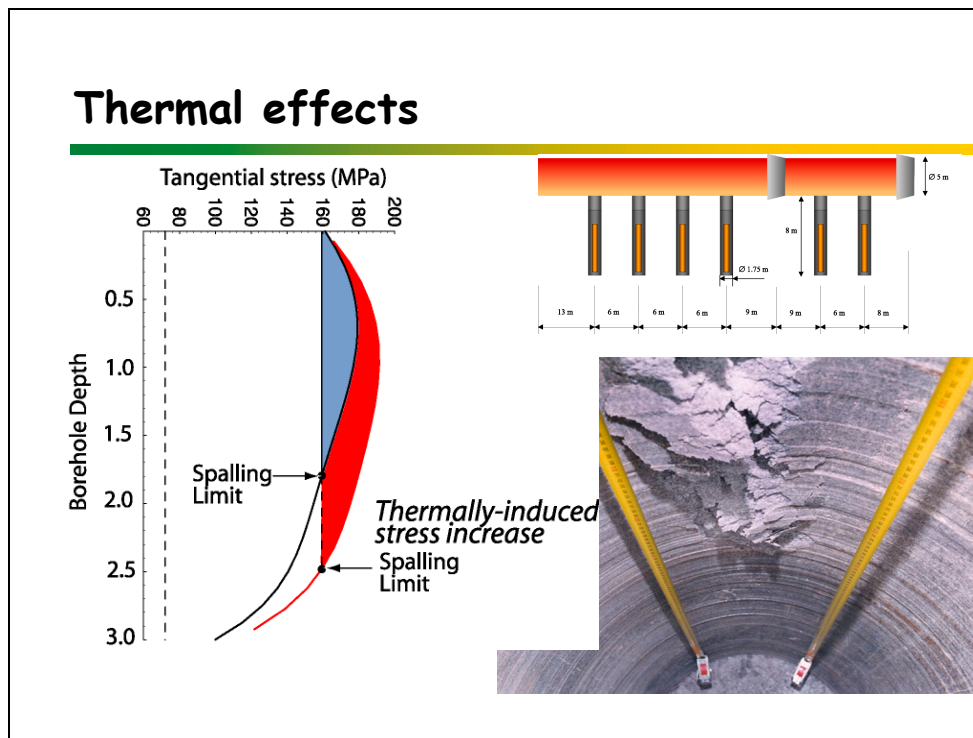 Thermal effects
Tangential stress (MPa)
60 80 100 120 140 160 180 200
Borehole Depth
0.5
1.0
1.5
2.0
2.5
3.0
Spalling
Limit
Thermally-induced
stress increase
Spalling
Limit
Ø 5 m
8 m
Ø 1.75 m
13 m 6 m 6 m 6 m 9 m 9 m 6 m 8 m